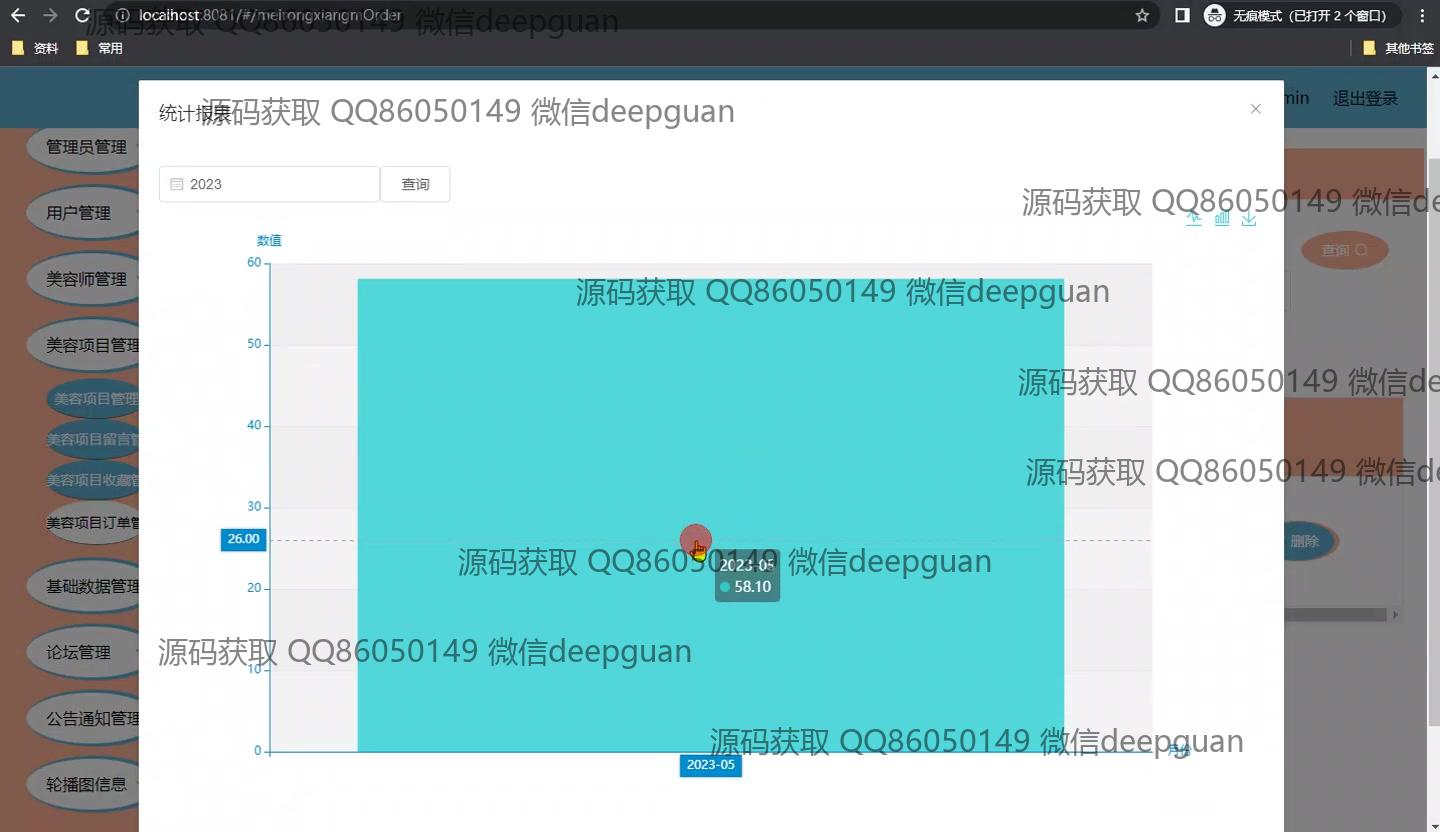 localhost:8081/#/meirongxiangmOrder
源码获取 QQ86050149 微信deepguan
无痕模式（已打开 2 个窗口）
资料
常用
其他书签
统计报表
源码获取 QQ86050149 微信deepguan
min
退出登录
管理员管理
用户管理
美容师管理
美容项目管理
美容项目管理
美容项目留言管
美容项目收藏管
美容项目订单管
基础数据管理
论坛管理
公告通知管理
轮播图信息
2023
查询
源码获取 QQ86050149 微信de
查询
数值
60
源码获取 QQ86050149 微信deepguan
50
源码获取 QQ86050149 微信de
40
源码获取 QQ86050149 微信de
30
26.00
删除
源码获取 QQ86050149 微信deepguan
2023-05
58.10
20
源码获取 QQ86050149 微信deepguan
10
源码获取 QQ86050149 微信deepguan
0
月份
2023-05